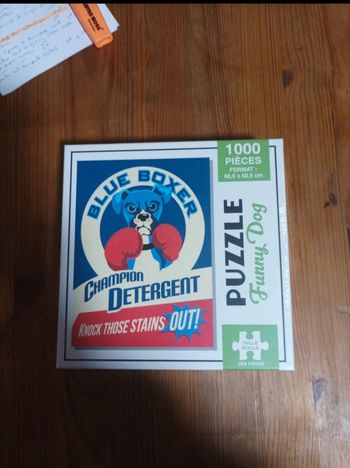 BLUE BOXER
CHAMPION
DETERGENT
KNOCK THOSE STAINS OUT!
1000
PIÈCES
FORMAT :
68,5 x 50,5 cm
PUZZLE
Funny Dog
TAILLE
RÉELLE
DES PIÈCES